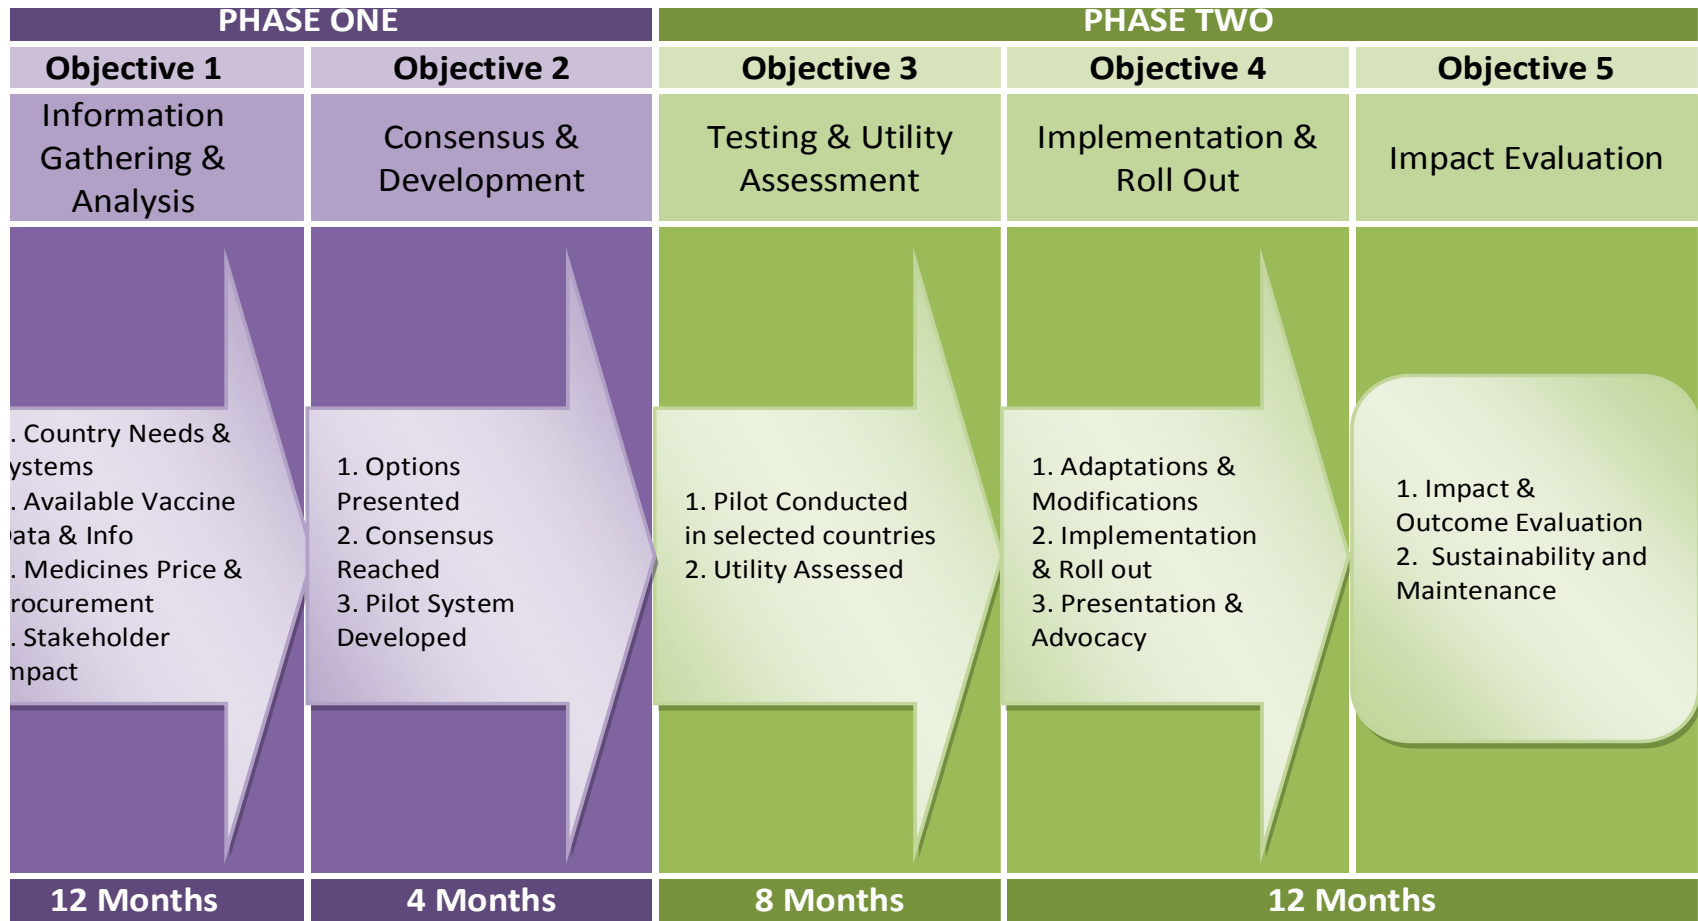 PHASE ONE
PHASE TWO
Objective 1
Objective 2
Objective 3
Objective 4
Objective 5
Information
Gathering &
Analysis
Consensus &
Development
Testing & Utility
Assessment
Implementation &
Roll Out
Impact Evaluation
. Country Needs &
ystems
. Available Vaccine
ata & Info
. Medicines Price &
rocurement
. Stakeholder
mpact
1. Options
Presented
2. Consensus
Reached
3. Pilot System
Developed
1. Pilot Conducted
in selected countries
2. Utility Assessed
1. Adaptations &
Modifications
2. Implementation
& Roll out
3. Presentation &
Advocacy
1. Impact &
Outcome Evaluation
2.  Sustainability and
Maintenance
12 Months
4 Months
8 Months
12 Months